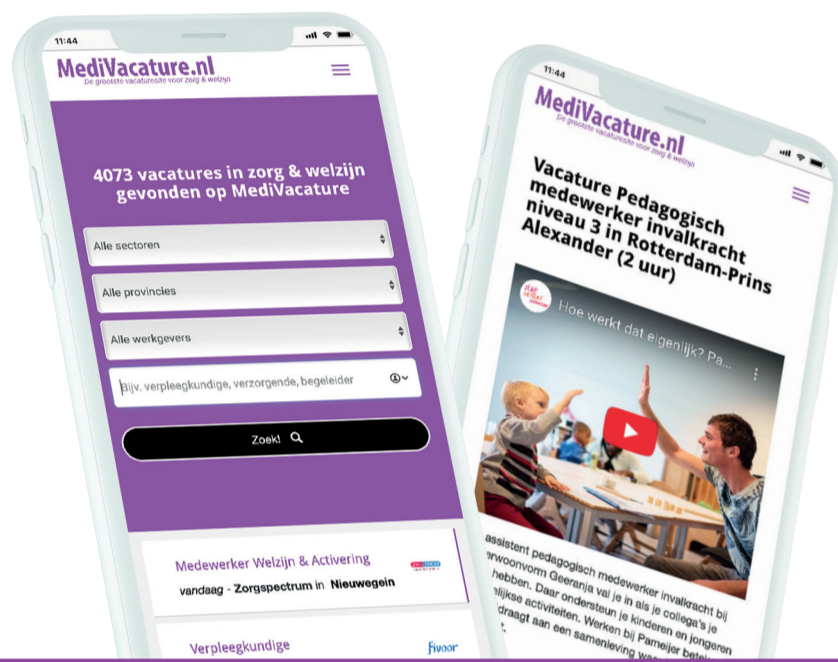 11:44
MediVacature.nl
De grootste vacaturesite voor zorg & welzijn
4073 vacatures in zorg & welzijn
gevonden op MediVacature
Alle sectoren
Alle provincies
Alle werkgevers
Bijv. verpleegkundige, verzorgende, begeleider
Zoek!
Medewerker Welzijn & Activering
vandaag - Zorgspectrum in Nieuwegein
Verpleegkundige
fivoor
11:44
MediVacature.nl
De grootste vacaturesite voor zorg & welzijn
Vacature Pedagogisch
medewerker invalkracht
niveau 3 in Rotterdam-Prins
Alexander (2 uur)
Hoe werkt dat eigenlijk? Pa...
assistent pedagogisch medewerker invalkracht bij
erwoonvorm Geeranja val je in als je collega's je
hebben. Daar ondersteun je kinderen en jongeren
elijkse activiteiten. Werken bij Pameijer betek
draagt aan een samenleving